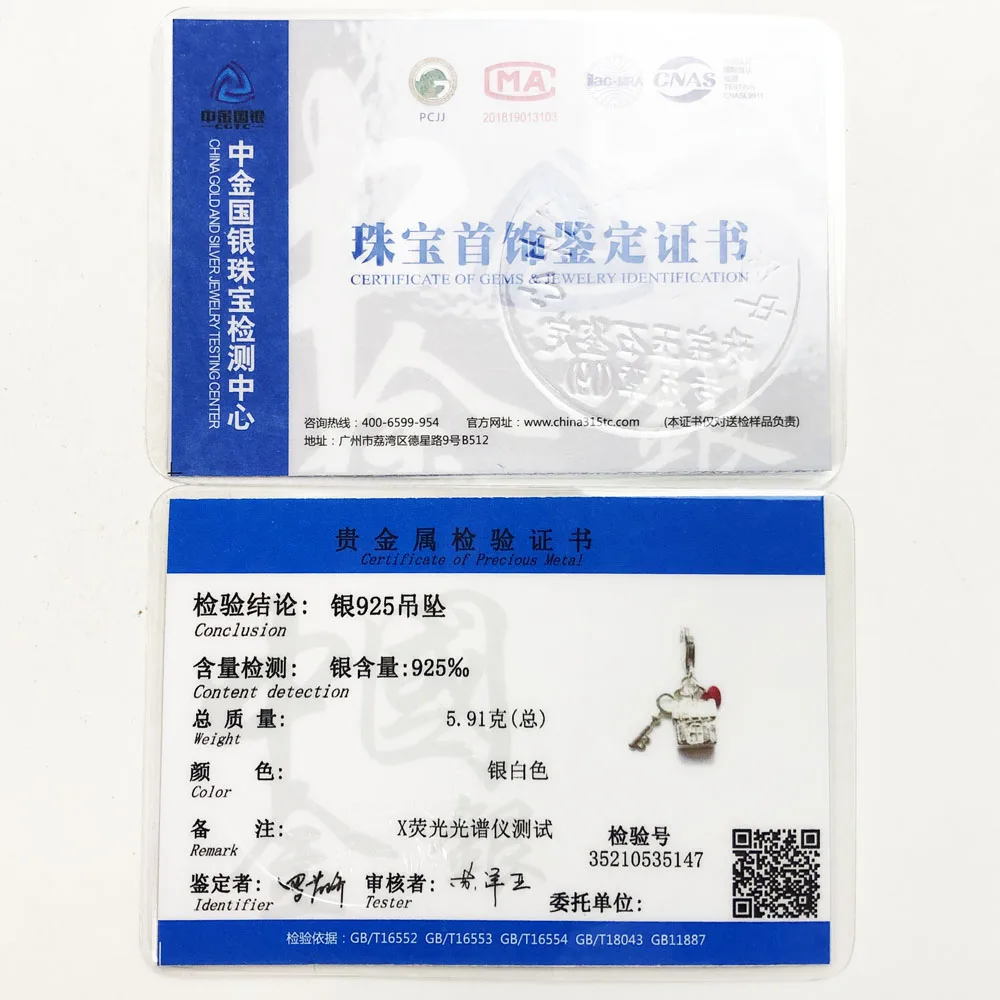 中金国银
CGTC
中金国银珠宝检测中心
CHINA GOLD AND SILVER JEWELRY TESTING CENTER
PCJJ
MA
201819013103
ilac-MRA
CNAS
TESTING
珠宝首饰鉴定证书
CERTIFICATE OF GEMS & JEWELRY IDENTIFICATION
咨询热线：400-6599-954 官方网址：www.china315tc.com (本证书仅对送检样品负责)
地址：广州市荔湾区德星路9号B512
贵金属检验证书
Certificate of Precious Metal
检验结论: 银925吊坠
Conclusion
含量检测: 银含量:925‰
Content detection
总质量: 5.91克(总)
Weight
颜色: 银白色
Color
备注: X荧光光谱仪测试
Remark
检验号
35210535147
鉴定者: 审核者:
Identifier Tester
委托单位:
检验依据：GB/T16552 GB/T16553 GB/T16554 GB/T18043 GB11887